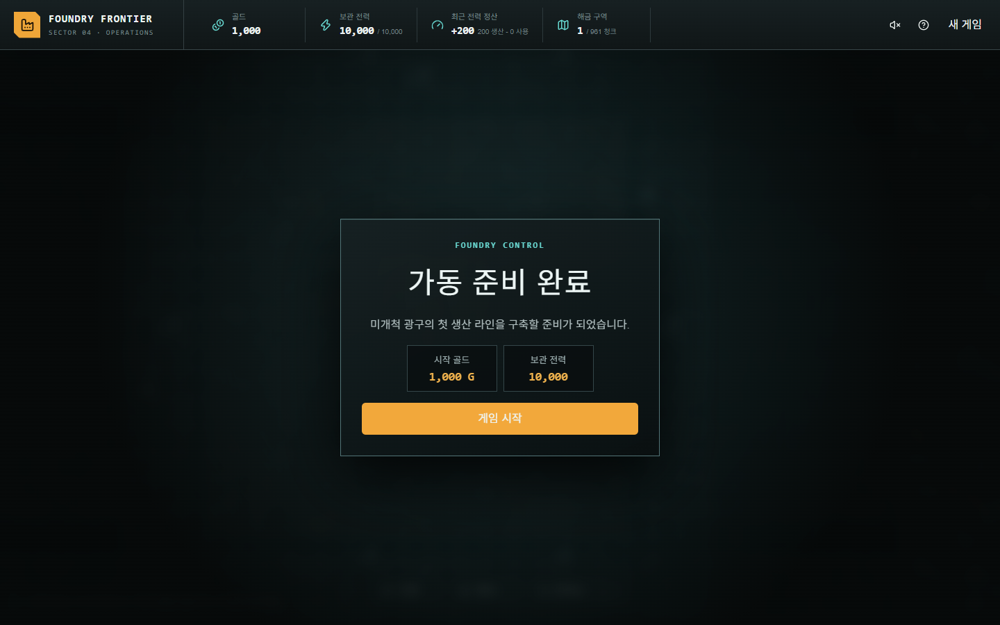 FOUNDRY FRONTIER
SECTOR 04 · OPERATIONS
골드
1,000
보관 전력
10,000 / 10,000
최근 전력 정산
+200 200 생산 - 0 사용
해금 구역
1 / 961 청크
새 게임
FOUNDRY CONTROL
가동 준비 완료
미개척 광구의 첫 생산 라인을 구축할 준비가 되었습니다.
시작 골드
1,000 G
보관 전력
10,000
게임 시작